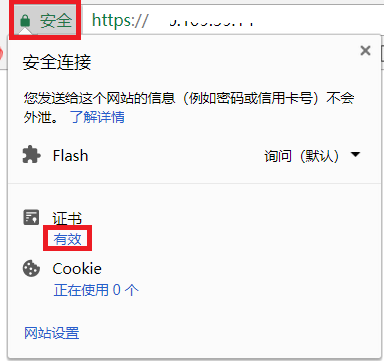 安全 https://
安全连接
您发送给这个网站的信息（例如密码或信用卡号）不会
外泄。 了解详情
Flash 询问（默认）
证书
有效
Cookie
正在使用 0 个
网站设置